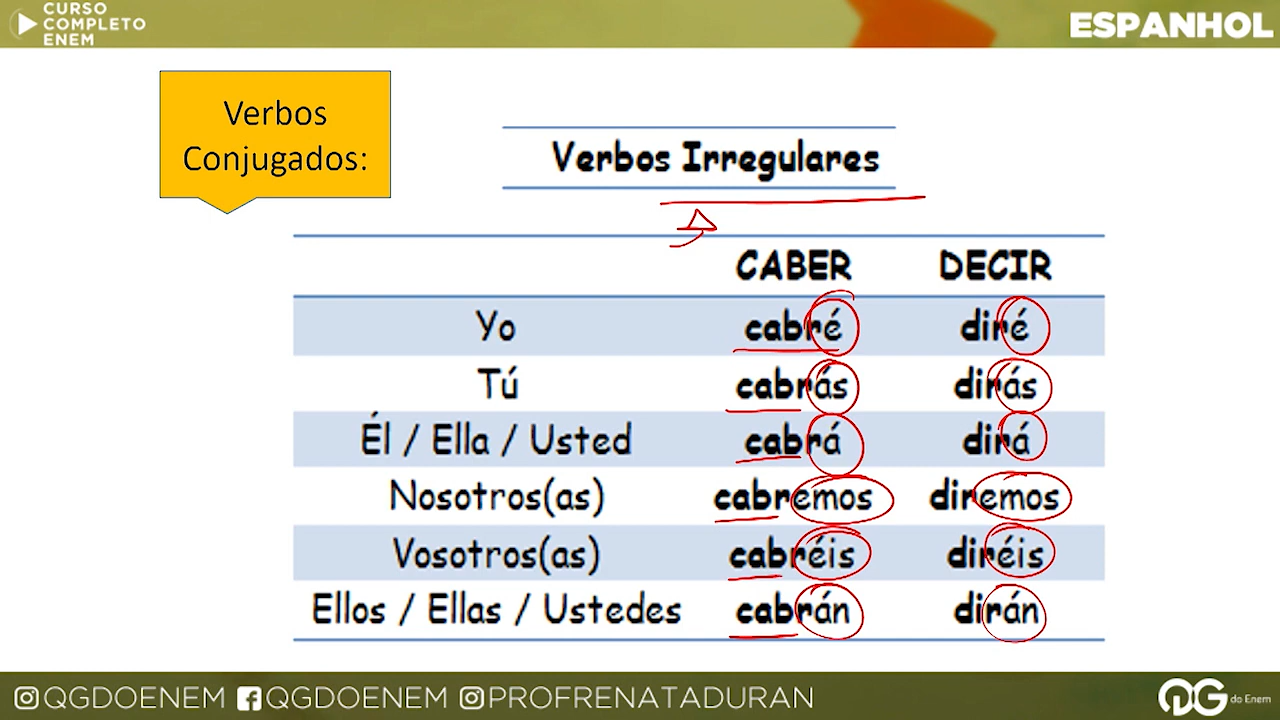 CURSO
COMPLETO
ENEM
ESPANHOL
Verbos
Conjugados:
Verbos Irregulares
CABER DECIR
Yo cabré diré
Tú cabrás dirás
Él / Ella / Usted cabrá dirá
Nosotros(as) cabremos diremos
Vosotros(as) cabréis diréis
Ellos / Ellas / Ustedes cabrán dirán
@QGDOENEM @QGDOENEM @PROFRENATADURAN
QG do Enem